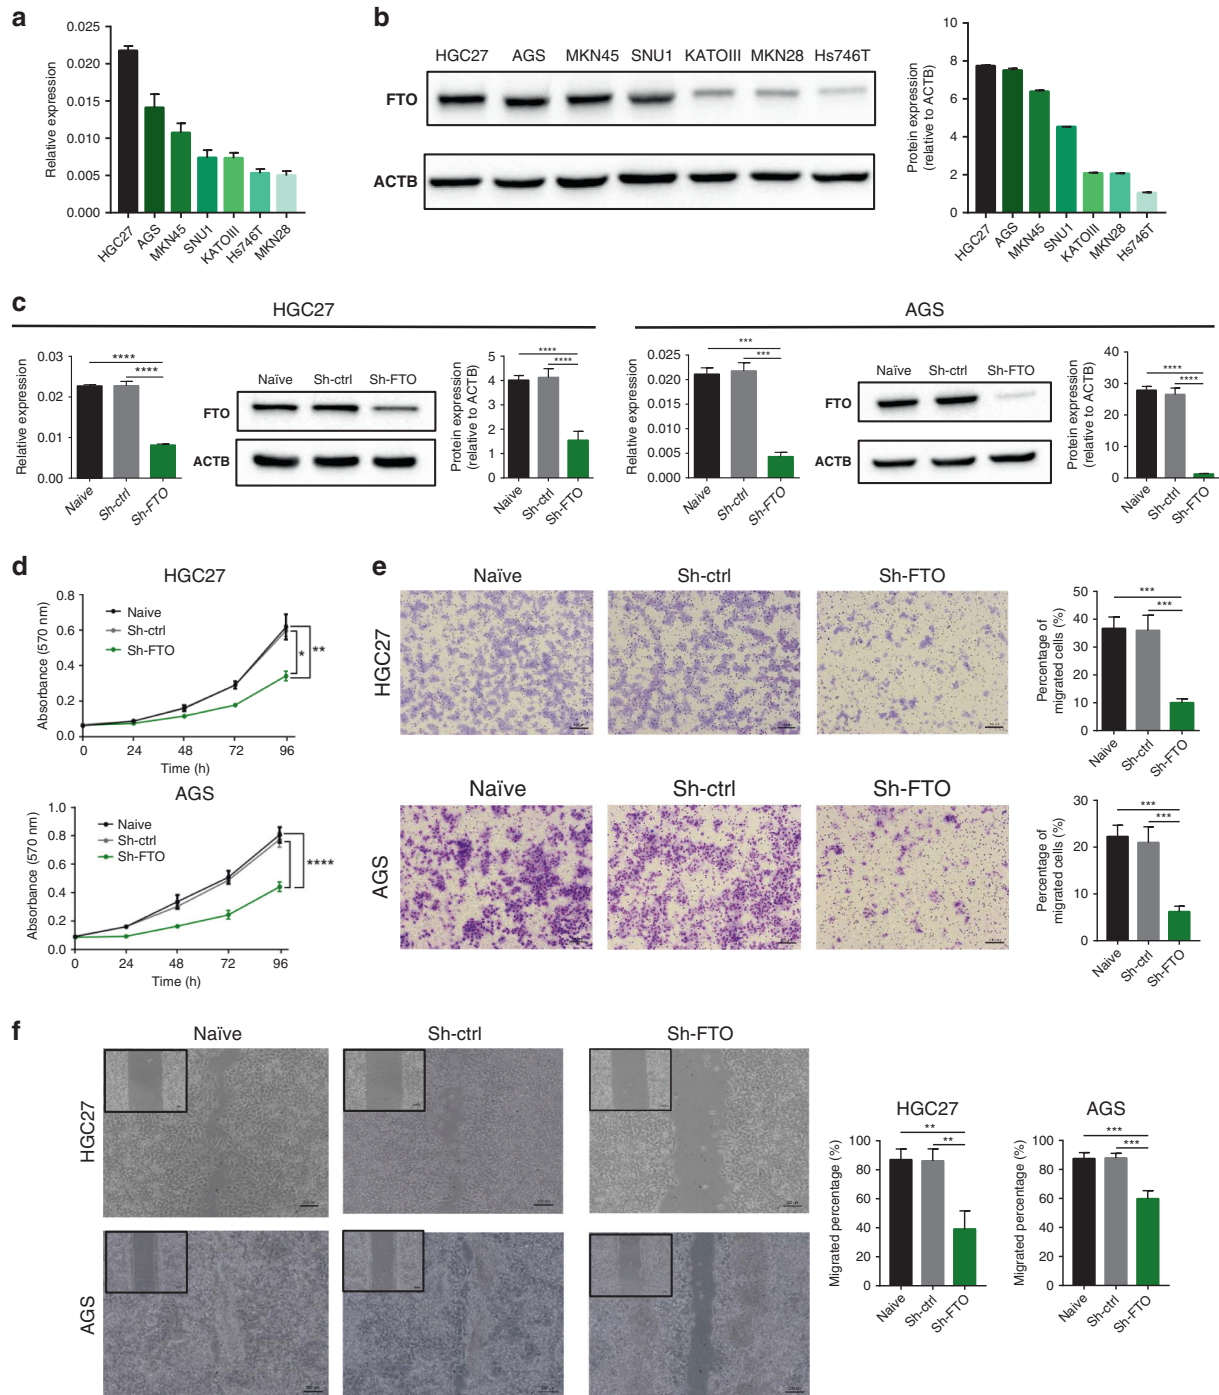 a
0.025
0.020
0.015
0.010
0.005
0.000
Relative expression
HGC27
AGS
MKN45
SNU1
KATOIII
Hs746T
MKN28
b
HGC27 AGS MKN45 SNU1 KATOIII MKN28 Hs746T
FTO
ACTB
10
8
6
4
2
0
Protein expression
(relative to ACTB)
HGC27
AGS
MKN45
SNU1
KATOIII
MKN28
Hs746T
c
HGC27
0.03
0.02
0.01
0.00
Relative expression
****
****
Naive
Sh-ctrl
Sh-FTO
Naïve Sh-ctrl Sh-FTO
FTO
ACTB
5
4
3
2
1
0
Protein expression
(relative to ACTB)
****
****
Naive
Sh-ctrl
Sh-FTO
AGS
0.025
0.020
0.015
0.010
0.005
0.000
Relative expression
***
***
Naive
Sh-ctrl
Sh-FTO
Naïve Sh-ctrl Sh-FTO
FTO
ACTB
40
30
20
10
0
Protein expression
(relative to ACTB)
****
****
Naive
Sh-ctrl
Sh-FTO
d
HGC27
0.8
0.6
0.4
0.2
0.0
Absorbance (570 nm)
Naive
Sh-ctrl
Sh-FTO
* **
0 24 48 72 96
Time (h)
AGS
1.0
0.8
0.6
0.4
0.2
0.0
Absorbance (570 nm)
Naive
Sh-ctrl
Sh-FTO
****
0 24 48 72 96
Time (h)
e
Naïve Sh-ctrl Sh-FTO
HGC27
50
40
30
20
10
0
Percentage of
migrated cells (%)
***
***
Naive
Sh-ctrl
Sh-FTO
Naïve Sh-ctrl Sh-FTO
AGS
30
20
10
0
Percentage of
migrated cells (%)
***
***
Naive
Sh-ctrl
Sh-FTO
f
Naïve Sh-ctrl Sh-FTO
HGC27
AGS
HGC27
100
80
60
40
20
0
Migrated percentage (%)
**
**
Naive
Sh-ctrl
Sh-FTO
AGS
100
80
60
40
20
0
Migrated percentage (%)
***
***
Naive
Sh-ctrl
Sh-FTO